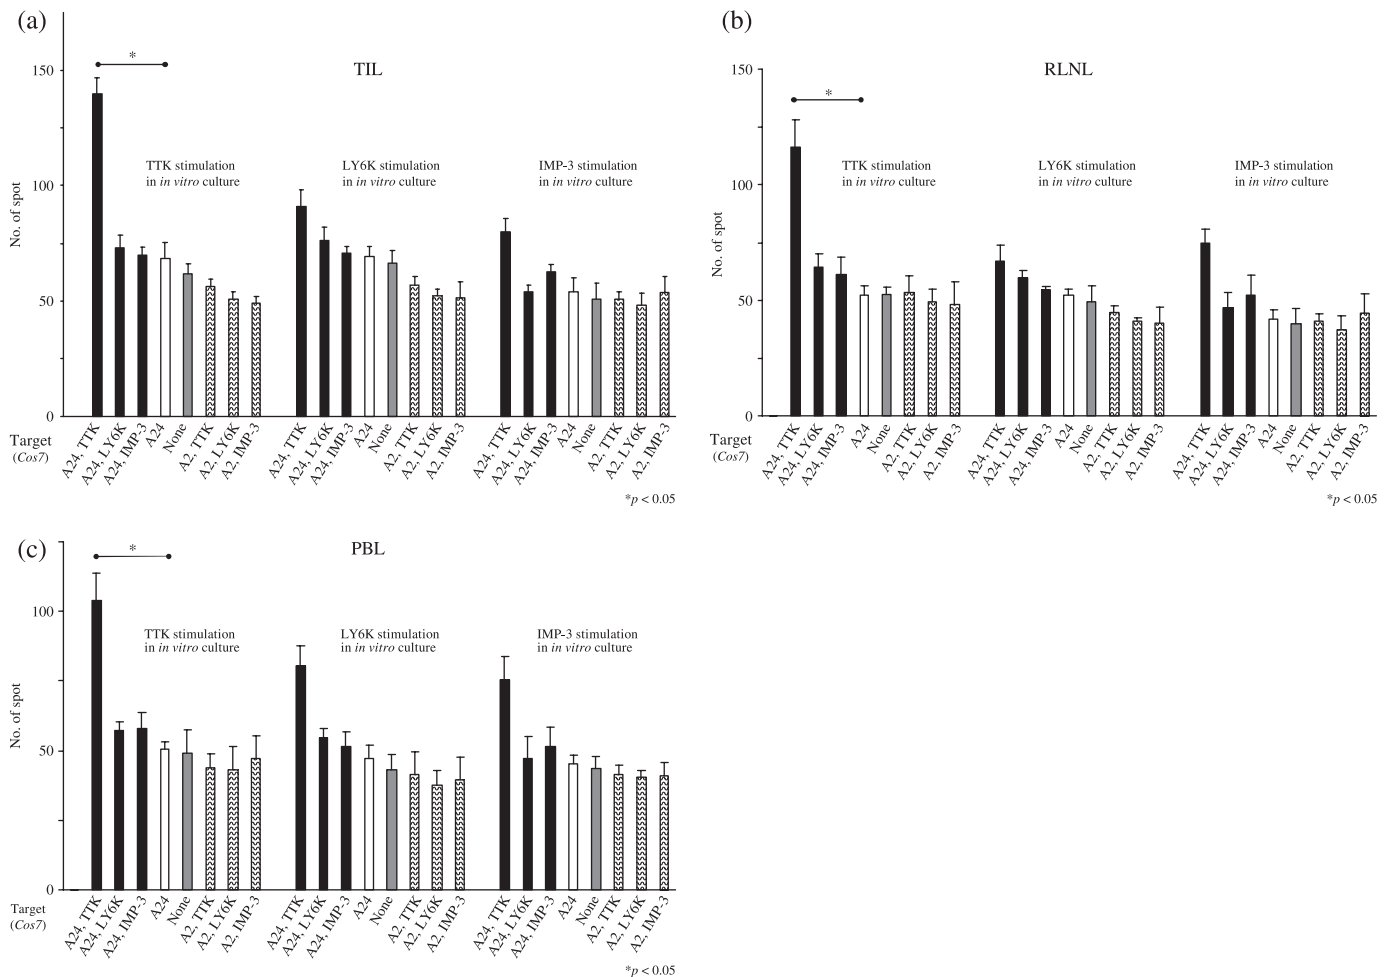 (a)
TIL
*
150
100
50
0
No. of spot
TTK stimulation
in in vitro culture
LY6K stimulation
in in vitro culture
IMP-3 stimulation
in in vitro culture
Target
(Cos7)
A24, TTK
A24, LY6K
A24, IMP-3
A24
None
A2, TTK
A2, LY6K
A2, IMP-3
A24, TTK
A24, LY6K
A24, IMP-3
A24
None
A2, TTK
A2, LY6K
A2, IMP-3
A24, TTK
A24, LY6K
A24, IMP-3
A24
None
A2, TTK
A2, LY6K
A2, IMP-3
*p < 0.05
(b)
RLNL
*
150
100
50
0
No. of spot
TTK stimulation
in in vitro culture
LY6K stimulation
in in vitro culture
IMP-3 stimulation
in in vitro culture
Target
(Cos7)
A24, TTK
A24, LY6K
A24, IMP-3
A24
None
A2, TTK
A2, LY6K
A2, IMP-3
A24, TTK
A24, LY6K
A24, IMP-3
A24
None
A2, TTK
A2, LY6K
A2, IMP-3
A24, TTK
A24, LY6K
A24, IMP-3
A24
None
A2, TTK
A2, LY6K
A2, IMP-3
*p < 0.05
(c)
PBL
*
100
50
0
No. of spot
TTK stimulation
in in vitro culture
LY6K stimulation
in in vitro culture
IMP-3 stimulation
in in vitro culture
Target
(Cos7)
A24, TTK
A24, LY6K
A24, IMP-3
A24
None
A2, TTK
A2, LY6K
A2, IMP-3
A24, TTK
A24, LY6K
A24, IMP-3
A24
None
A2, TTK
A2, LY6K
A2, IMP-3
A24, TTK
A24, LY6K
A24, IMP-3
A24
None
A2, TTK
A2, LY6K
A2, IMP-3
*p < 0.05